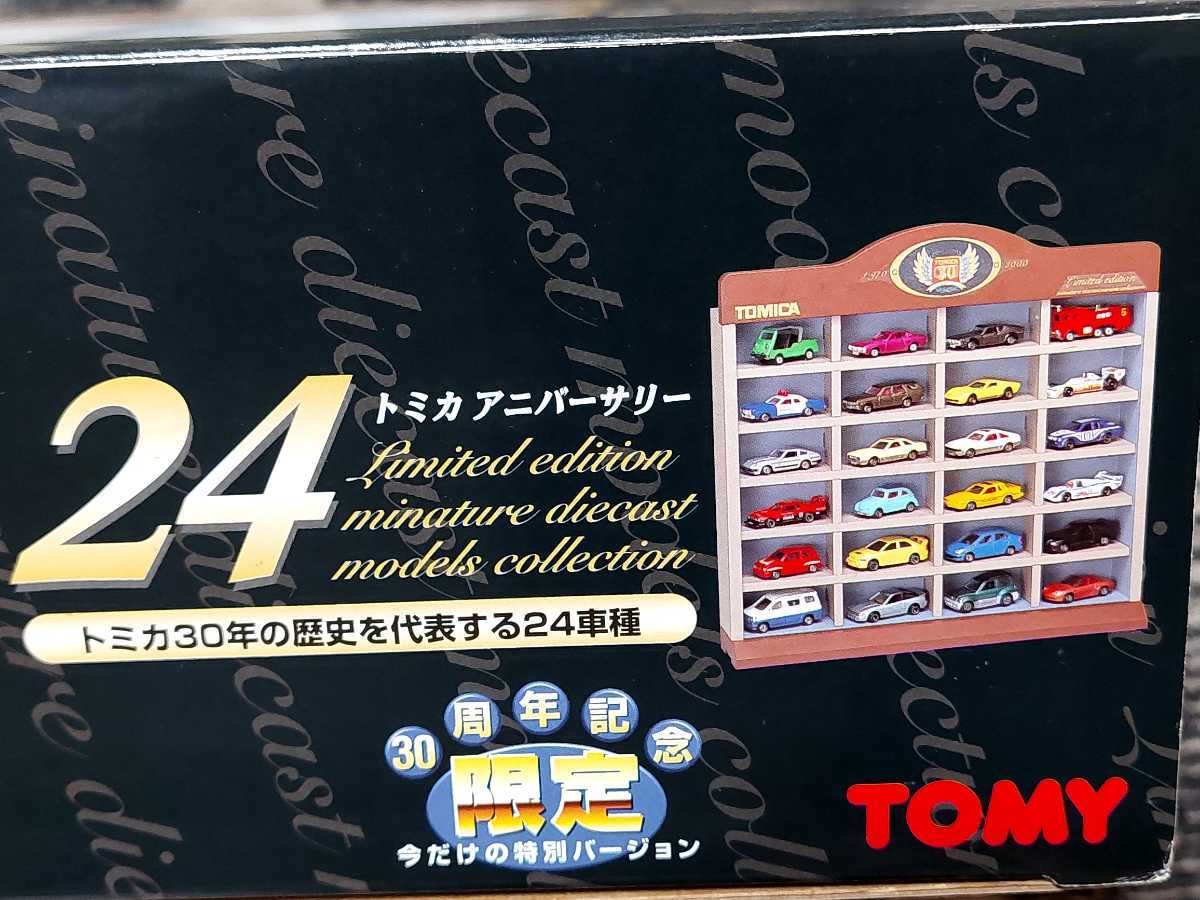 24
トミカ アニバーサリー
Limited edition
minature diecast
models collection
トミカ30年の歴史を代表する24車種
30周年記念
限定
今だけの特別バージョン
TOMICA
TOMICA
30
1970
2000
Limited edition
TOMY